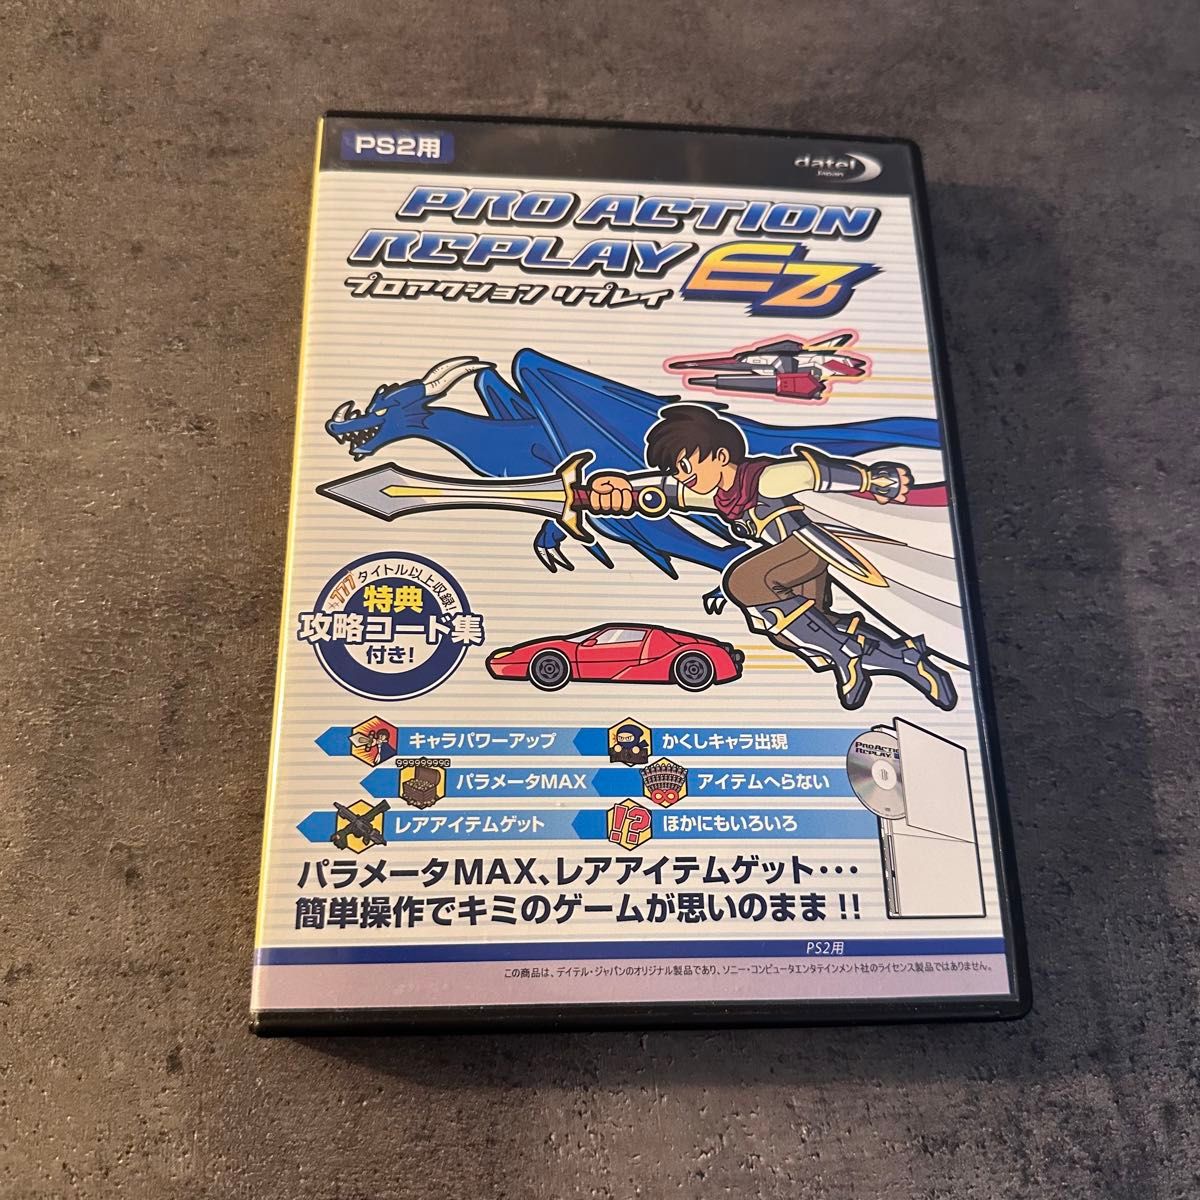 PS2用
datel
JAPAN
PRO ACTION
REPLAY EZ
プロアクション リプレイ
777タイトル以上収録!
特典
攻略コード集
付き!
キャラパワーアップ
かくしキャラ出現
999999999
パラメータMAX
アイテムへらない
レアアイテムゲット
!?
ほかにもいろいろ
PRO ACTIO
REPLAY
パラメータMAX、レアアイテムゲット・・・
簡単操作でキミのゲームが思いのまま!!
PS2用
この商品は、デイテル・ジャパンのオリジナル製品であり、ソニー・コンピュータエンタテインメント社のライセンス製品ではありません。